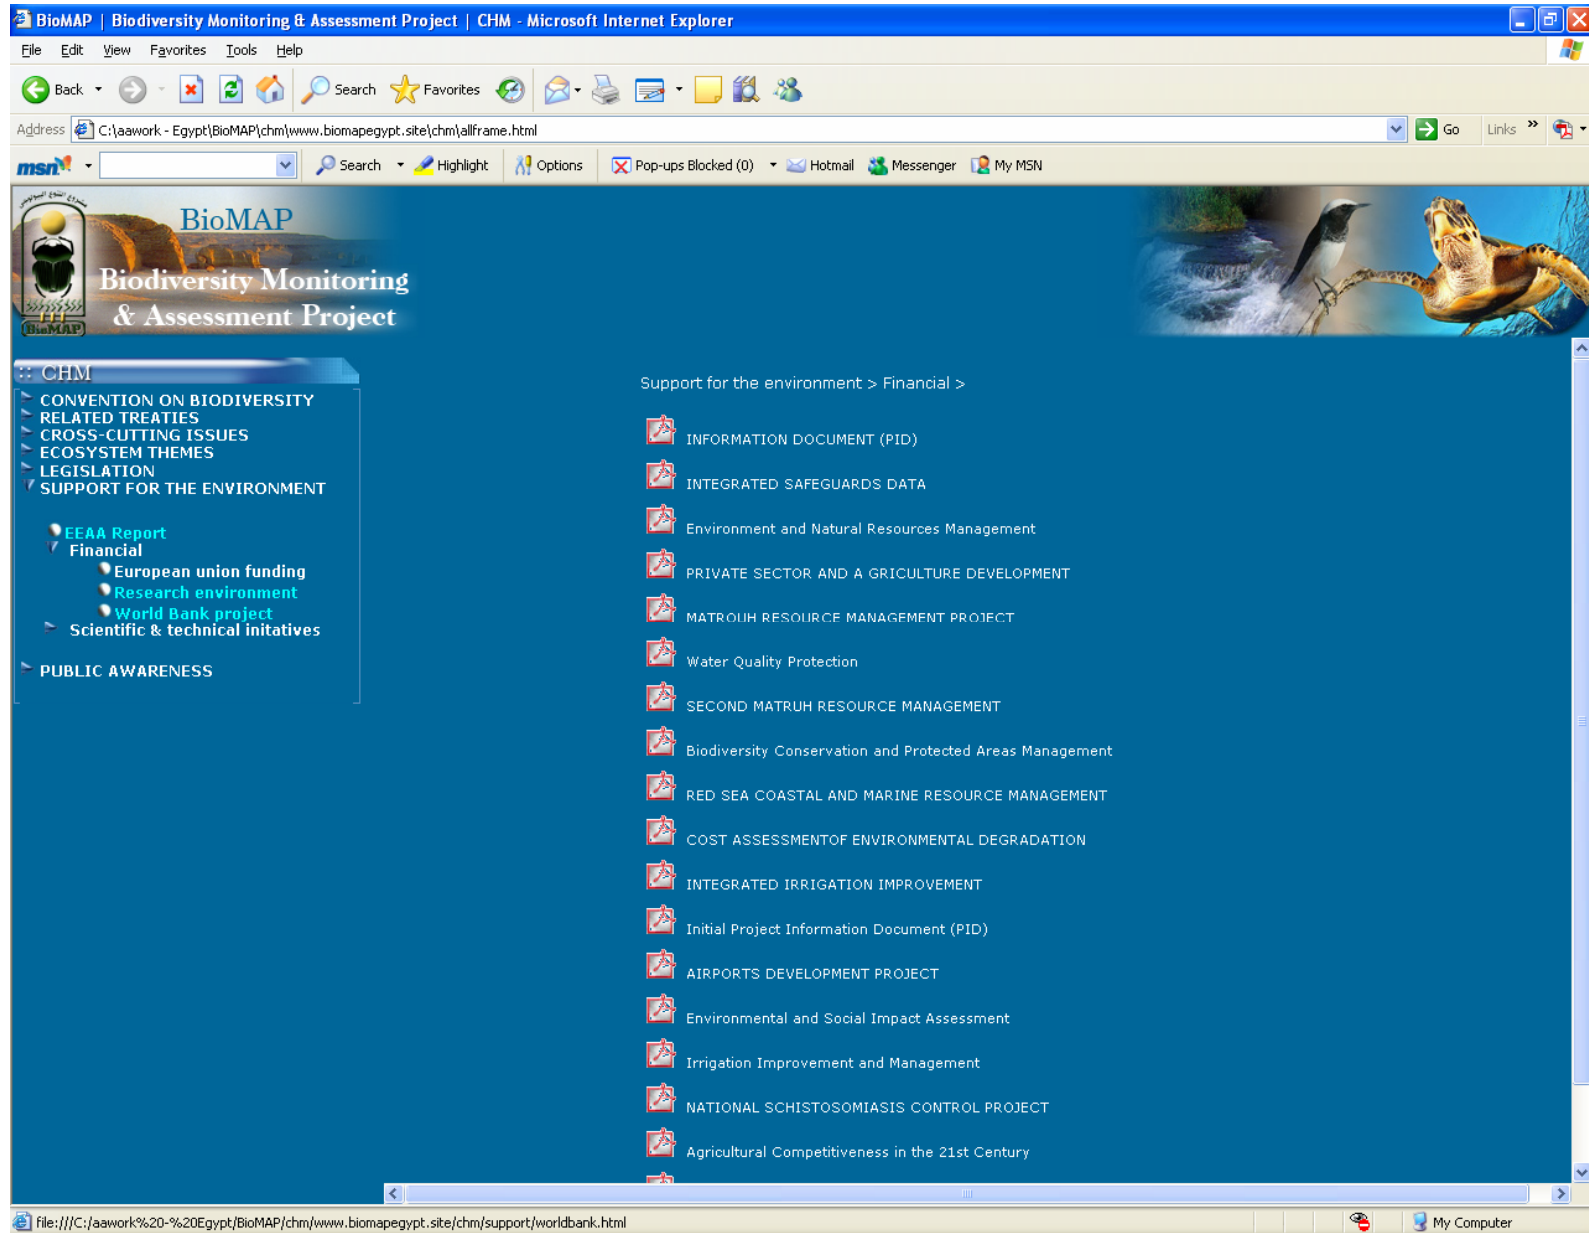 BioMAP | Biodiversity Monitoring & Assessment Project | CHM - Microsoft Internet Explorer
File Edit View Favorites Tools Help
Back Search Favorites
Address C:\aawork - Egypt\BioMAP\chm\www.biomapegypt.site\chm\allframe.html Go Links »
msn Search Highlight Options Pop-ups Blocked (0) Hotmail Messenger My MSN
BioMAP
Biodiversity Monitoring
& Assessment Project
(BioMAP)
:: CHM
CONVENTION ON BIODIVERSITY
RELATED TREATIES
CROSS-CUTTING ISSUES
ECOSYSTEM THEMES
LEGISLATION
SUPPORT FOR THE ENVIRONMENT
EEAA Report
Financial
European union funding
Research environment
World Bank project
Scientific & technical initatives
PUBLIC AWARENESS
Support for the environment > Financial >
INFORMATION DOCUMENT (PID)
INTEGRATED SAFEGUARDS DATA
Environment and Natural Resources Management
PRIVATE SECTOR AND A GRICULTURE DEVELOPMENT
MATROUH RESOURCE MANAGEMENT PROJECT
Water Quality Protection
SECOND MATRUH RESOURCE MANAGEMENT
Biodiversity Conservation and Protected Areas Management
RED SEA COASTAL AND MARINE RESOURCE MANAGEMENT
COST ASSESSMENTOF ENVIRONMENTAL DEGRADATION
INTEGRATED IRRIGATION IMPROVEMENT
Initial Project Information Document (PID)
AIRPORTS DEVELOPMENT PROJECT
Environmental and Social Impact Assessment
Irrigation Improvement and Management
NATIONAL SCHISTOSOMIASIS CONTROL PROJECT
Agricultural Competitiveness in the 21st Century
file:///C:/aawork%20-%20Egypt/BioMAP/chm/www.biomapegypt.site/chm/support/worldbank.html My Computer